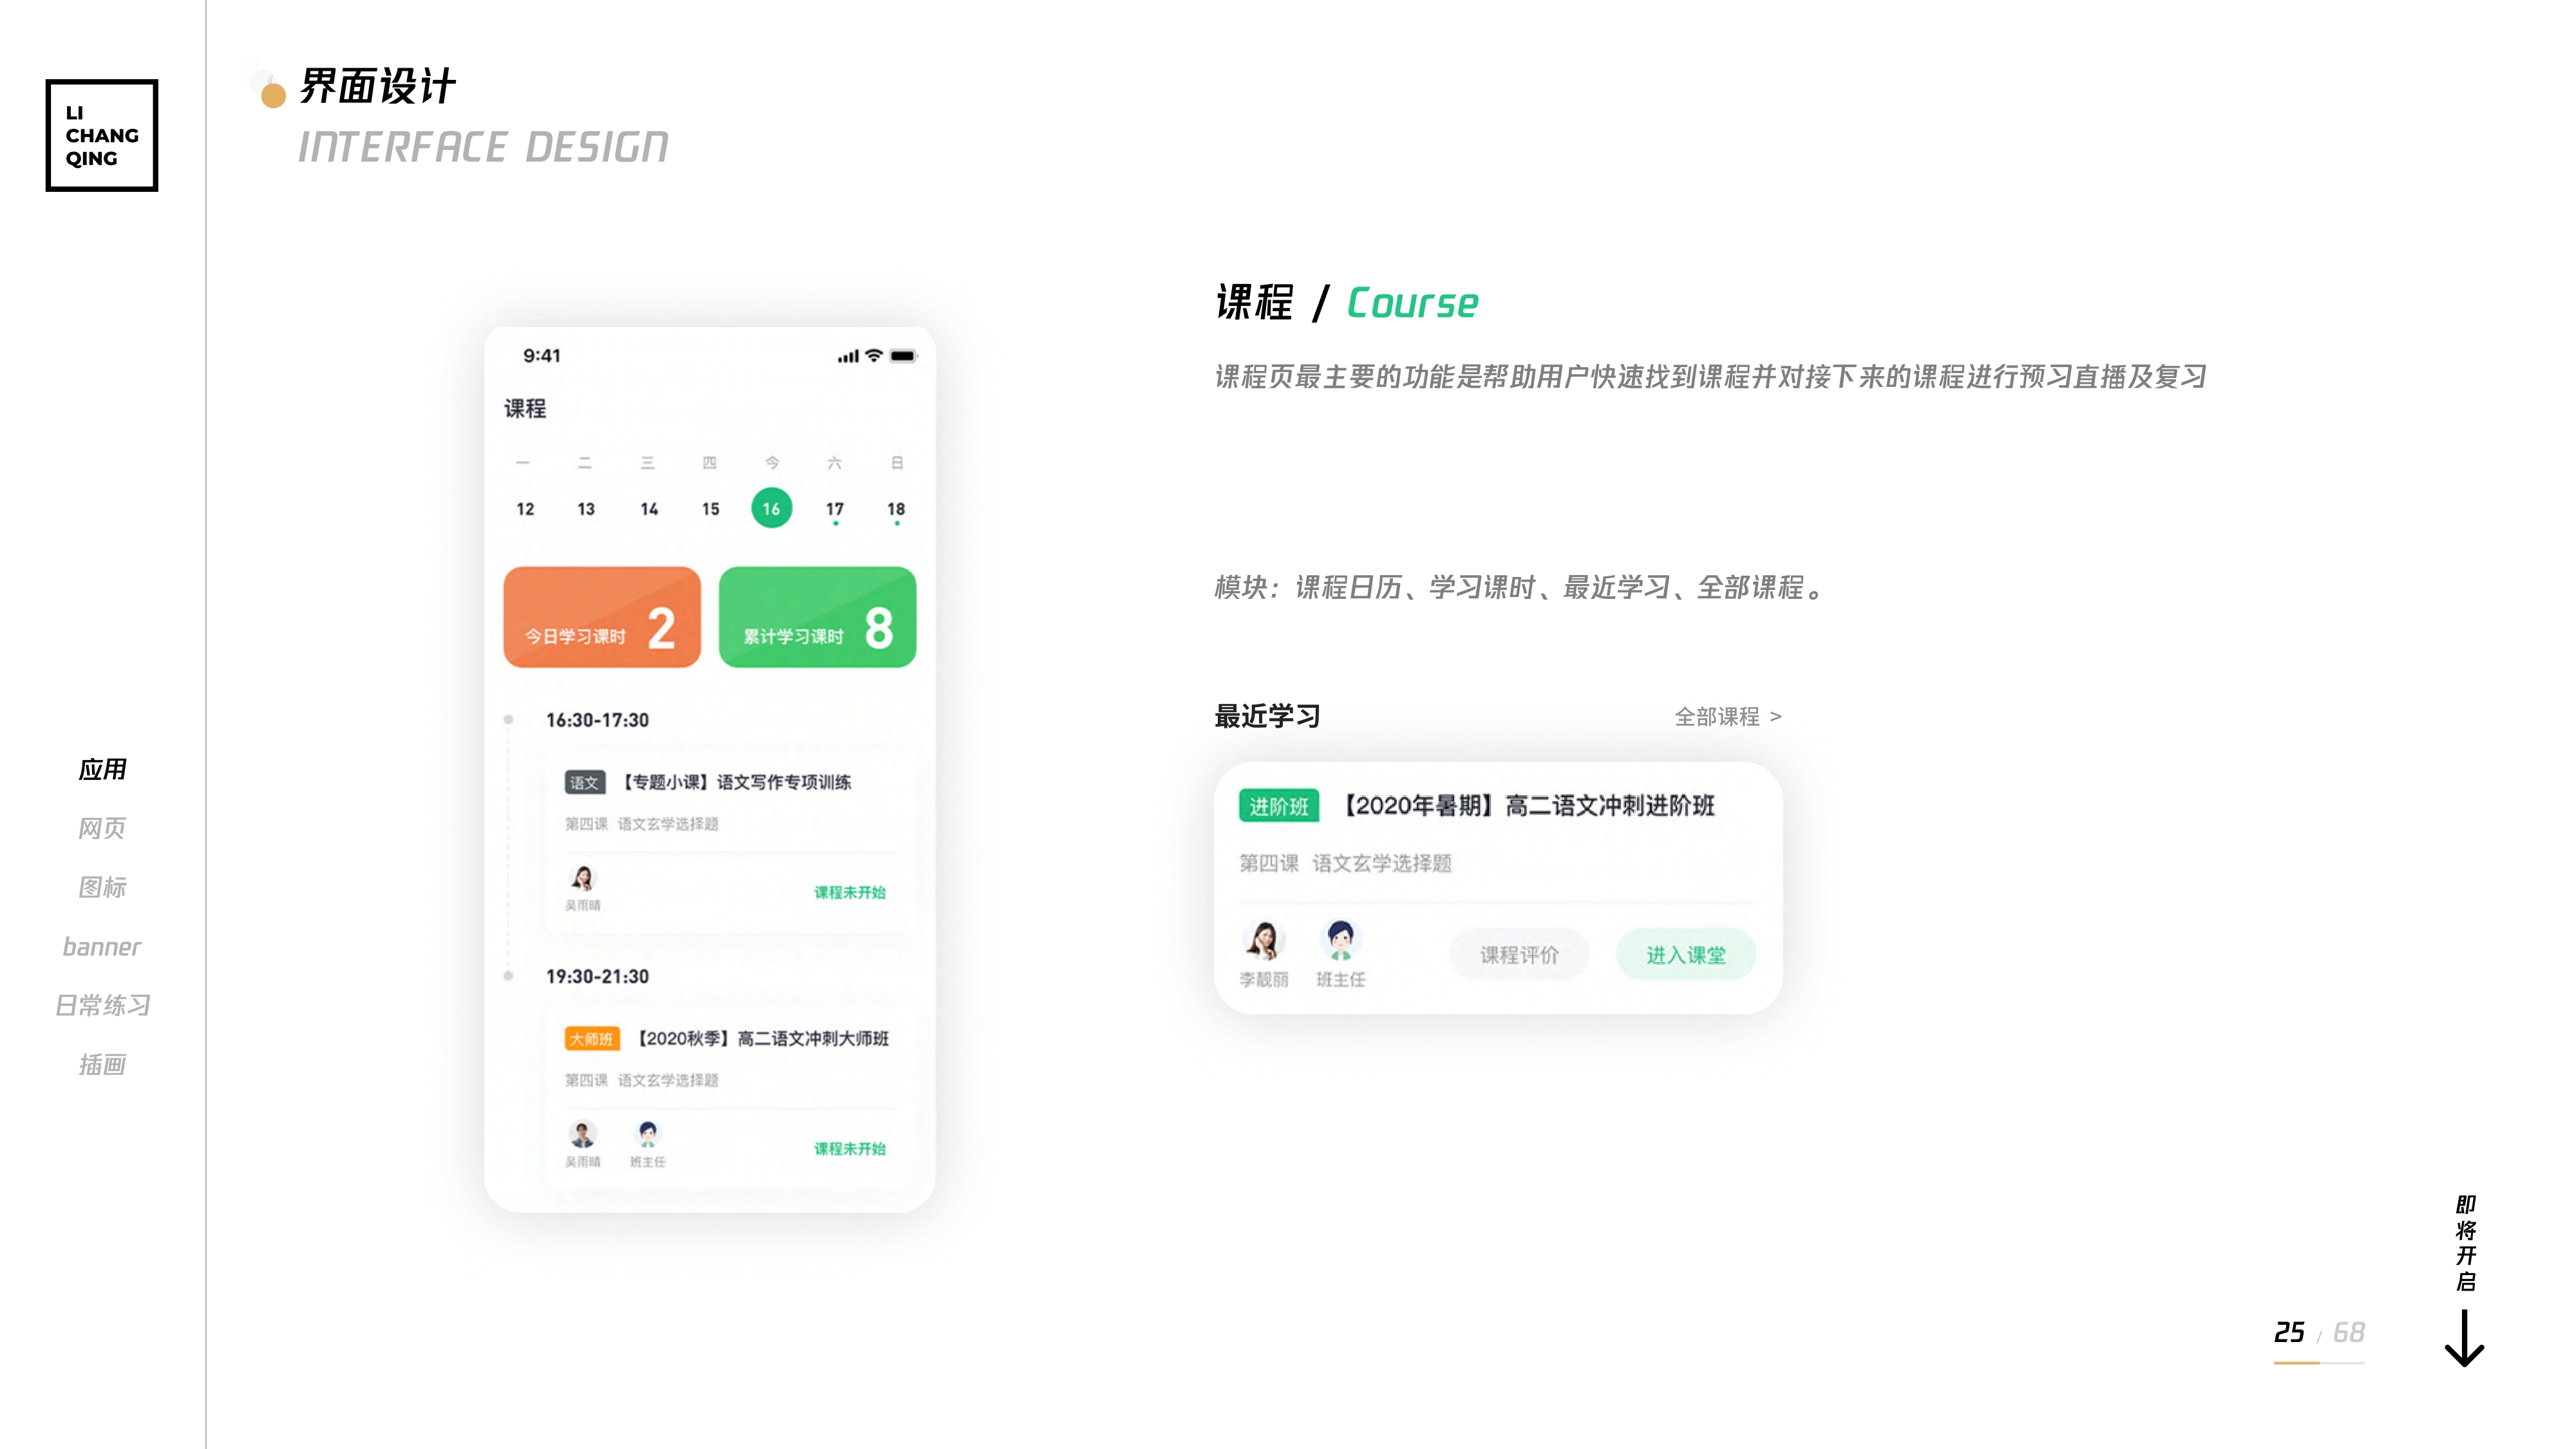 LI
CHANG
QING
界面设计
INTERFACE DESIGN
应用
网页
图标
banner
日常练习
插画
9:41
课程
一 二 三 四 今 六 日
12 13 14 15 16 17 18
今日学习课时 2
累计学习课时 8
16:30-17:30
语文 【专题小课】语文写作专项训练
第四课 语文玄学选择题
吴雨晴
课程未开始
19:30-21:30
大师班 【2020秋季】高二语文冲刺大师班
第四课 语文玄学选择题
吴雨晴 班主任
课程未开始
课程 / Course
课程页最主要的功能是帮助用户快速找到课程并对接下来的课程进行预习直播及复习
模块：课程日历、学习课时、最近学习、全部课程。
最近学习 全部课程 >
进阶班 【2020年暑期】高二语文冲刺进阶班
第四课 语文玄学选择题
李靓丽 班主任
课程评价 进入课堂
即将开启
25 / 68